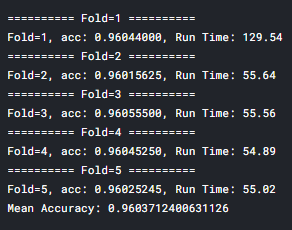 ========== Fold=1 ==========
Fold=1, acc: 0.96044000, Run Time: 129.54
========== Fold=2 ==========
Fold=2, acc: 0.96015625, Run Time: 55.64
========== Fold=3 ==========
Fold=3, acc: 0.96055500, Run Time: 55.56
========== Fold=4 ==========
Fold=4, acc: 0.96045250, Run Time: 54.89
========== Fold=5 ==========
Fold=5, acc: 0.96025245, Run Time: 55.02
Mean Accuracy: 0.9603712400631126